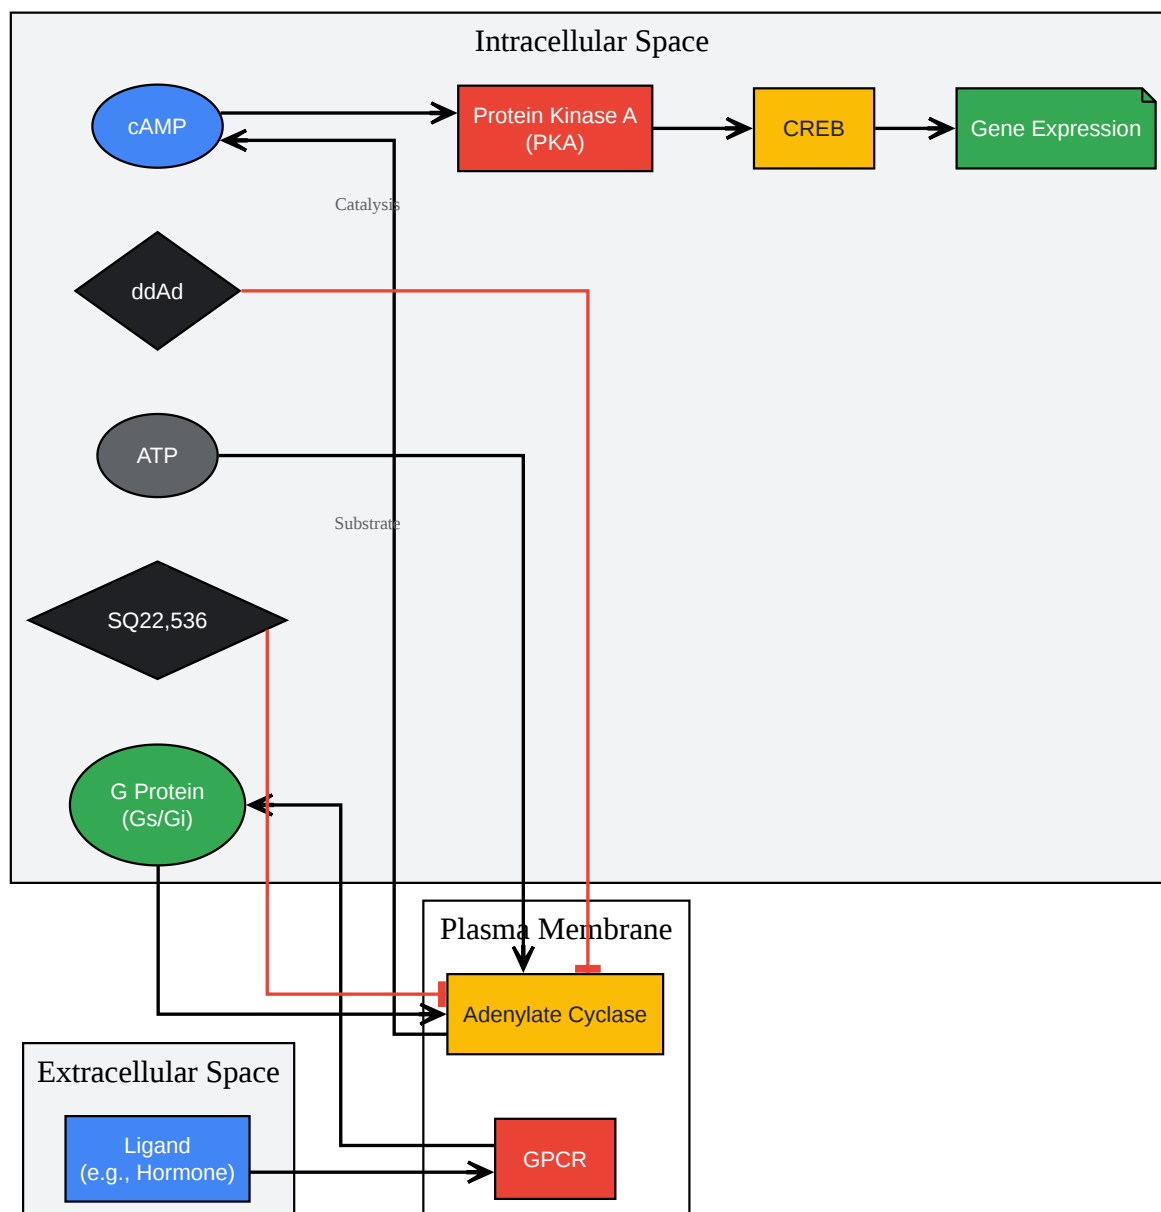 Intracellular Space
cAMP
Protein Kinase A
(PKA)
CREB
Gene Expression
Catalysis
ddAd
ATP
Substrate
SQ22,536
G Protein
(Gs/Gi)
Plasma Membrane
Adenylate Cyclase
Extracellular Space
Ligand
(e.g., Hormone)
GPCR